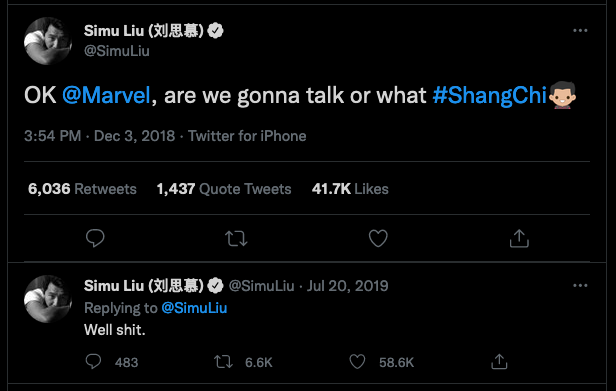 Simu Liu (刘思慕)
@SimuLiu
OK @Marvel, are we gonna talk or what #ShangChi
3:54 PM · Dec 3, 2018 · Twitter for iPhone
6,036 Retweets 1,437 Quote Tweets 41.7K Likes
Simu Liu (刘思慕) @SimuLiu · Jul 20, 2019
Replying to @SimuLiu
Well shit.
483 6.6K 58.6K